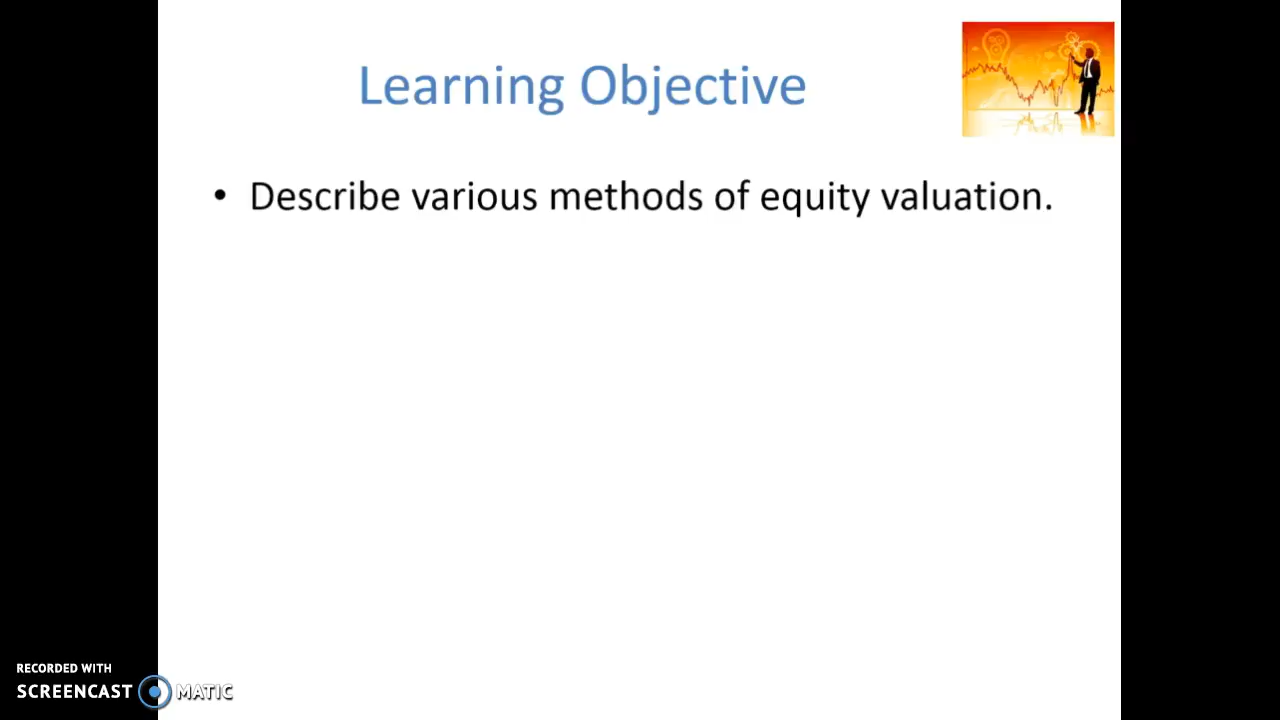 Learning Objective
• Describe various methods of equity valuation.
RECORDED WITH
SCREENCAST MATIC